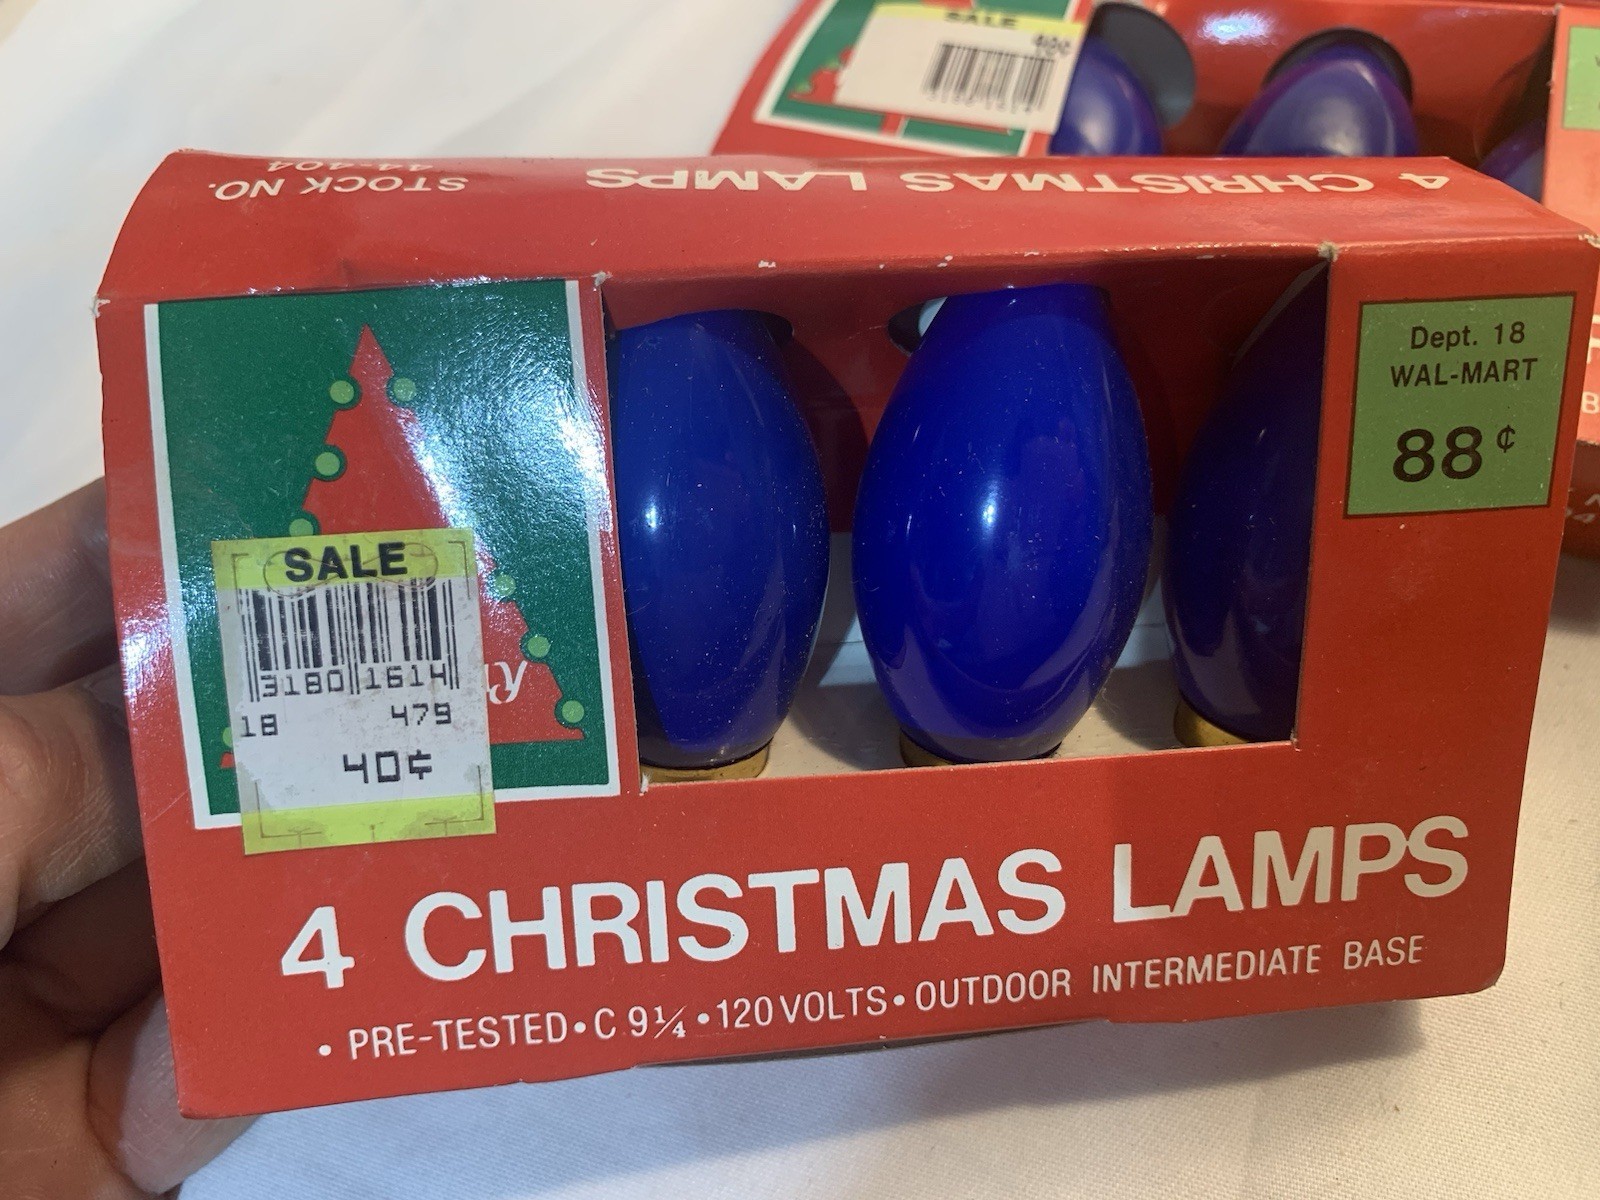 SALE
4 CHRISTMAS LAMPS
STOCK NO.
44-404
Dept. 18
WAL-MART
88¢
SALE
3180 1614
18 479
40¢
4 CHRISTMAS LAMPS
• PRE-TESTED • C 9¼ • 120 VOLTS • OUTDOOR INTERMEDIATE BASE